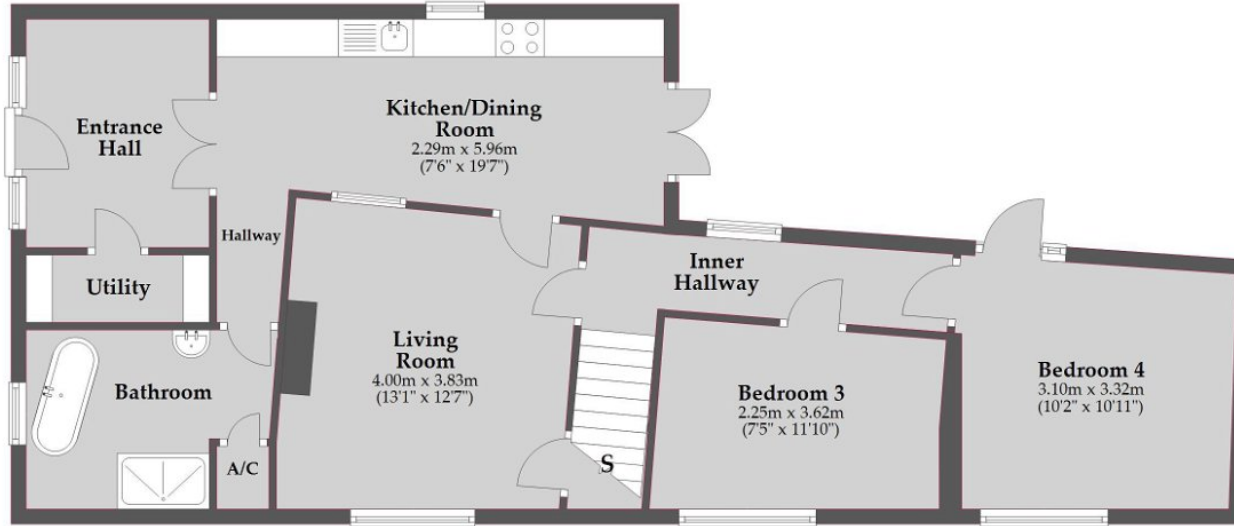 Entrance
Hall
Kitchen/Dining
Room
2.29m x 5.96m
(7'6" x 19'7")
Hallway
Utility
Inner
Hallway
Living
Room
4.00m x 3.83m
(13'1" x 12'7")
Bathroom
A/C
S
Bedroom 3
2.25m x 3.62m
(7'5" x 11'10")
Bedroom 4
3.10m x 3.32m
(10'2" x 10'11")